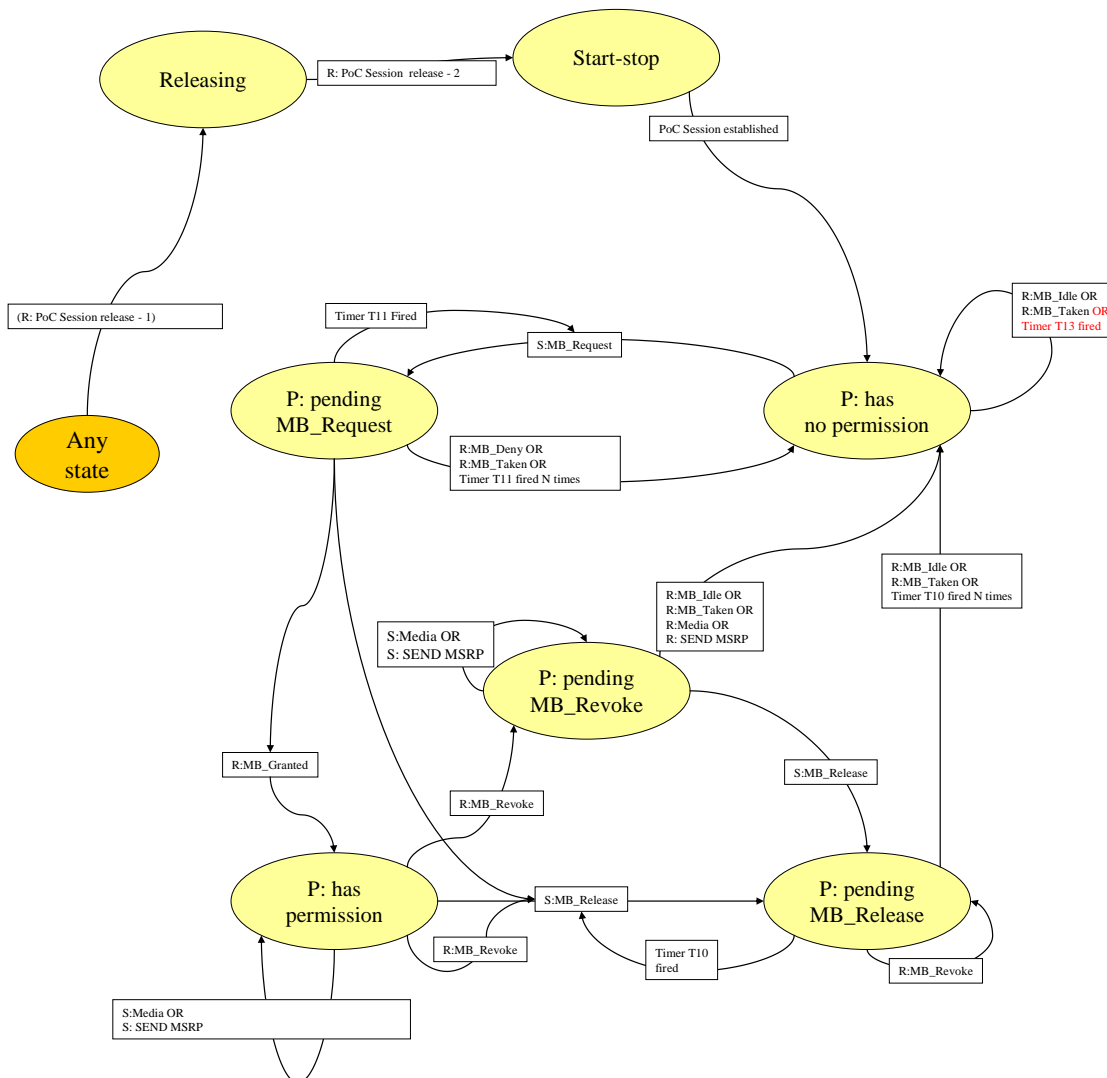 Start-stop
Releasing
R: PoC Session release - 2
PoC Session established
(R: PoC Session release - 1)
R:MB_Idle OR
R:MB_Taken OR
Timer T13 fired
Timer T11 Fired
S:MB_Request
P: pending
MB_Request
P: has
no permission
Any
state
R:MB_Deny OR
R:MB_Taken OR
Timer T11 fired N times
R:MB_Idle OR
R:MB_Taken OR
Timer T10 fired N times
R:MB_Idle OR
R:MB_Taken OR
R:Media OR
R: SEND MSRP
S:Media OR
S: SEND MSRP
P: pending
MB_Revoke
R:MB_Granted
S:MB_Release
R:MB_Revoke
P: has
permission
S:MB_Release
P: pending
MB_Release
R:MB_Revoke
Timer T10
fired
R:MB_Revoke
S:Media OR
S: SEND MSRP